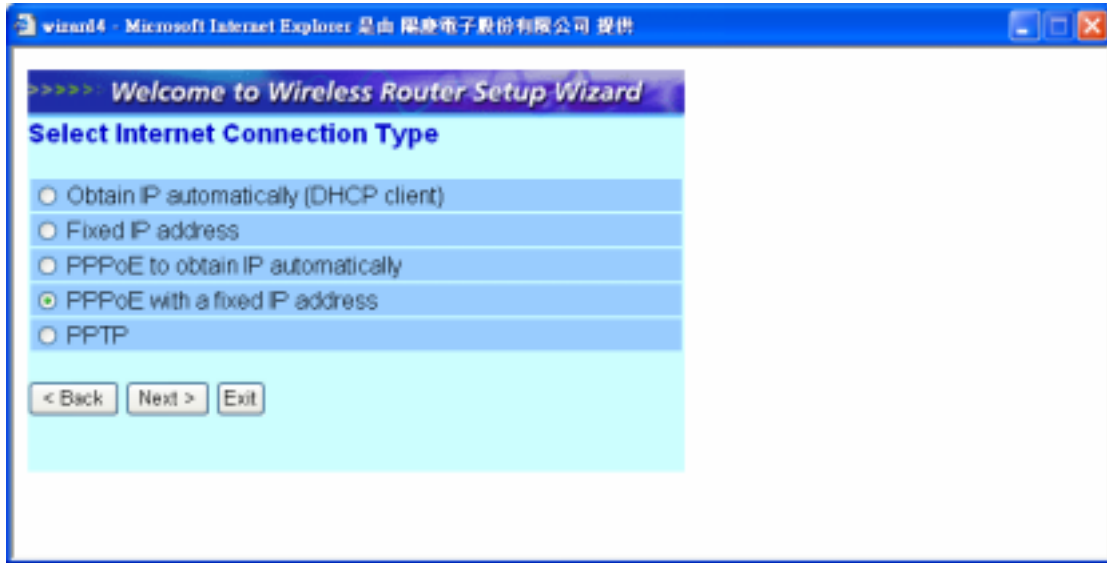 wizard4 - Microsoft Internet Explorer 是由 陽慶電子股份有限公司 提供
>>>>> Welcome to Wireless Router Setup Wizard
Select Internet Connection Type
Obtain IP automatically (DHCP client)
Fixed IP address
PPPoE to obtain IP automatically
PPPoE with a fixed IP address
PPTP
< Back Next > Exit